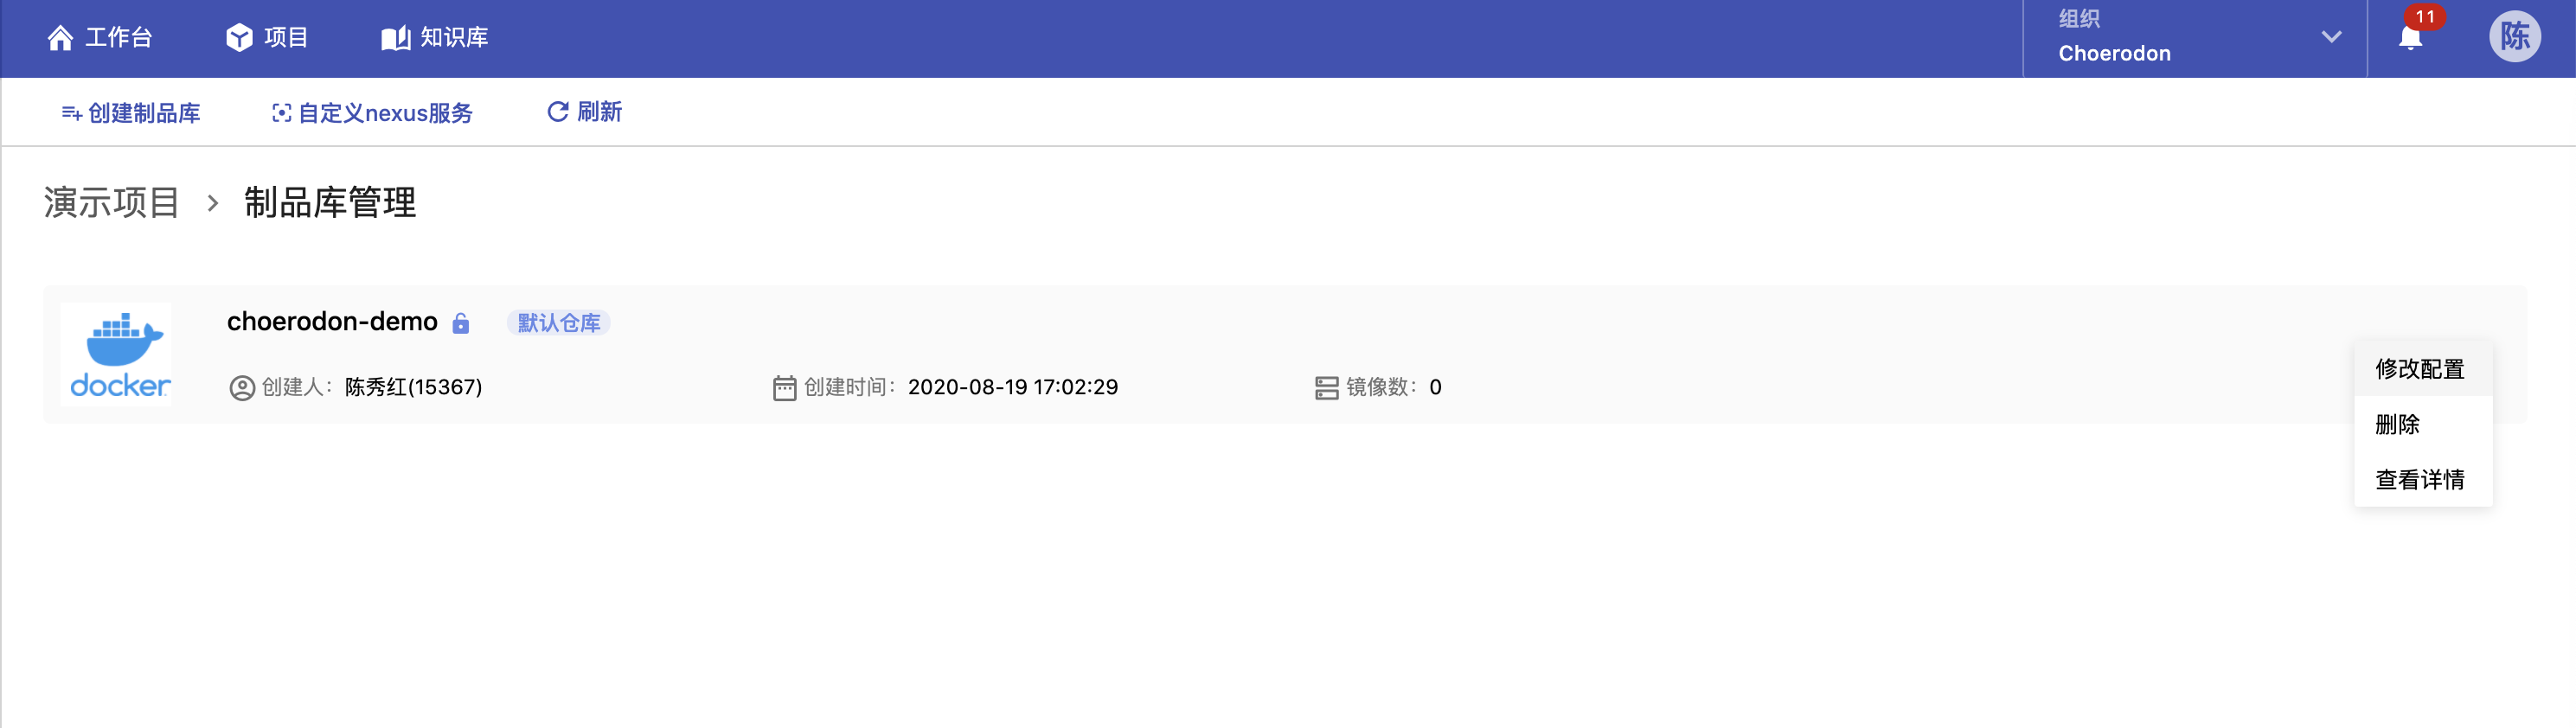 工作台 项目 知识库 组织 11 陈
Choerodon
创建制品库 自定义nexus服务 刷新
演示项目 › 制品库管理
choerodon-demo 默认仓库
docker
创建人：陈秀红(15367) 创建时间：2020-08-19 17:02:29 镜像数：0
修改配置
删除
查看详情